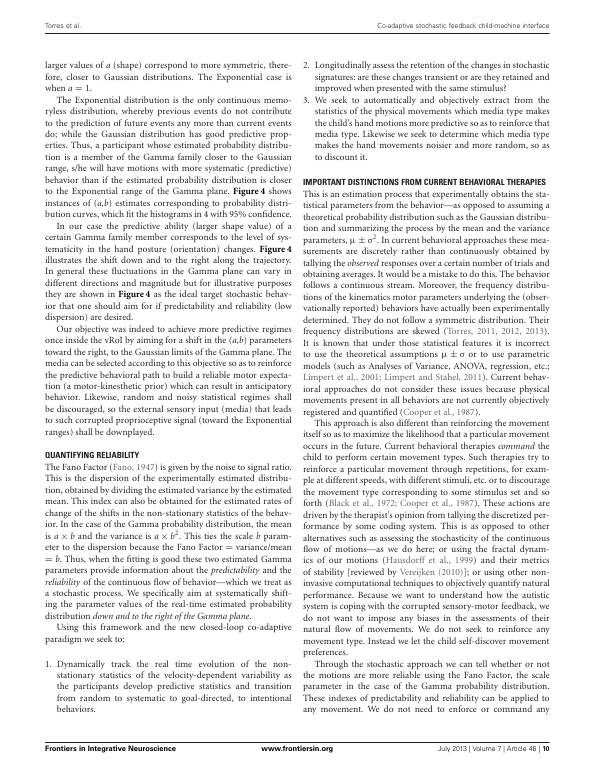 Torres et al.
Co-adaptive stochastic feedback child-machine interface
larger values of a (shape) correspond to more symmetric, there-
fore, closer to Gaussian distributions. The Exponential case is
when a = 1.
The Exponential distribution is the only continuous memo-
ryless distribution, whereby previous events do not contribute
to the prediction of future events any more than current events
do; while the Gaussian distribution has good predictive prop-
erties. Thus, a participant whose estimated probability distribu-
tion is a member of the Gamma family closer to the Gaussian
range, s/he will have motions with more systematic (predictive)
behavior than if the estimated probability distribution is closer
to the Exponential range of the Gamma plane. Figure 4 shows
instances of (a,b) estimates corresponding to probability distri-
bution curves, which fit the histograms in 4 with 95% confidence.
In our case the predictive ability (larger shape value) of a
certain Gamma family member corresponds to the level of sys-
tematicity in the hand posture (orientation) changes. Figure 4
illustrates the shift down and to the right along the trajectory.
In general these fluctuations in the Gamma plane can vary in
different directions and magnitude but for illustrative purposes
they are shown in Figure 4 as the ideal target stochastic behav-
ior that one should aim for if predictability and reliability (low
dispersion) are desired.
Our objective was indeed to achieve more predictive regimes
once inside the vRoI by aiming for a shift in the (a,b) parameters
toward the right, to the Gaussian limits of the Gamma plane. The
media can be selected according to this objective so as to reinforce
the predictive behavioral path to build a reliable motor expecta-
tion (a motor-kinesthetic prior) which can result in anticipatory
behavior. Likewise, random and noisy statistical regimes shall
be discouraged, so the external sensory input (media) that leads
to such corrupted proprioceptive signal (toward the Exponential
ranges) shall be downplayed.
QUANTIFYING RELIABILITY
The Fano Factor (Fano, 1947) is given by the noise to signal ratio.
This is the dispersion of the experimentally estimated distribu-
tion, obtained by dividing the estimated variance by the estimated
mean. This index can also be obtained for the estimated rates of
change of the shifts in the non-stationary statistics of the behav-
ior. In the case of the Gamma probability distribution, the mean
is a × b and the variance is a × b². This ties the scale b param-
eter to the dispersion because the Fano Factor = variance/mean
= b. Thus, when the fitting is good these two estimated Gamma
parameters provide information about the predictability and the
reliability of the continuous flow of behavior—which we treat as
a stochastic process. We specifically aim at systematically shift-
ing the parameter values of the real-time estimated probability
distribution down and to the right of the Gamma plane.
Using this framework and the new closed-loop co-adaptive
paradigm we seek to:
1. Dynamically track the real time evolution of the non-
stationary statistics of the velocity-dependent variability as
the participants develop predictive statistics and transition
from random to systematic to goal-directed, to intentional
behaviors.
2. Longitudinally assess the retention of the changes in stochastic
signatures: are these changes transient or are they retained and
improved when presented with the same stimulus?
3. We seek to automatically and objectively extract from the
statistics of the physical movements which media type makes
the child's hand motions more predictive so as to reinforce that
media type. Likewise we seek to determine which media type
makes the hand movements noisier and more random, so as
to discount it.
IMPORTANT DISTINCTIONS FROM CURRENT BEHAVIORAL THERAPIES
This is an estimation process that experimentally obtains the sta-
tistical parameters from the behavior—as opposed to assuming a
theoretical probability distribution such as the Gaussian distribu-
tion and summarizing the process by the mean and the variance
parameters, μ ± σ². In current behavioral approaches these mea-
surements are discretely rather than continuously obtained by
tallying the observed responses over a certain number of trials and
obtaining averages. It would be a mistake to do this. The behavior
follows a continuous stream. Moreover, the frequency distribu-
tions of the kinematics motor parameters underlying the (obser-
vationally reported) behaviors have actually been experimentally
determined. They do not follow a symmetric distribution. Their
frequency distributions are skewed (Torres, 2011, 2012, 2013).
It is known that under those statistical features it is incorrect
to use the theoretical assumptions μ ± σ or to use parametric
models (such as Analyses of Variance, ANOVA, regression, etc.;
Limpert et al., 2001; Limpert and Stahel, 2011). Current behav-
ioral approaches do not consider these issues because physical
movements present in all behaviors are not currently objectively
registered and quantified (Cooper et al., 1987).
This approach is also different than reinforcing the movement
itself so as to maximize the likelihood that a particular movement
occurs in the future. Current behavioral therapies command the
child to perform certain movement types. Such therapies try to
reinforce a particular movement through repetitions, for exam-
ple at different speeds, with different stimuli, etc. or to discourage
the movement type corresponding to some stimulus set and so
forth (Black et al., 1972; Cooper et al., 1987). These actions are
driven by the therapist's opinion from tallying the discretized per-
formance by some coding system. This is as opposed to other
alternatives such as assessing the stochasticity of the continuous
flow of motions—as we do here; or using the fractal dynam-
ics of our motions (Hausdorff et al., 1999) and their metrics
of stability [reviewed by Vereijken (2010)]; or using other non-
invasive computational techniques to objectively quantify natural
performance. Because we want to understand how the autistic
system is coping with the corrupted sensory-motor feedback, we
do not want to impose any biases in the assessments of their
natural flow of movements. We do not seek to reinforce any
movement type. Instead we let the child self-discover movement
preferences.
Through the stochastic approach we can tell whether or not
the motions are more reliable using the Fano Factor, the scale
parameter in the case of the Gamma probability distribution.
These indexes of predictability and reliability can be applied to
any movement. We do not need to enforce or command any
Frontiers in Integrative Neuroscience
www.frontiersin.org
July 2013 | Volume 7 | Article 46 | 10